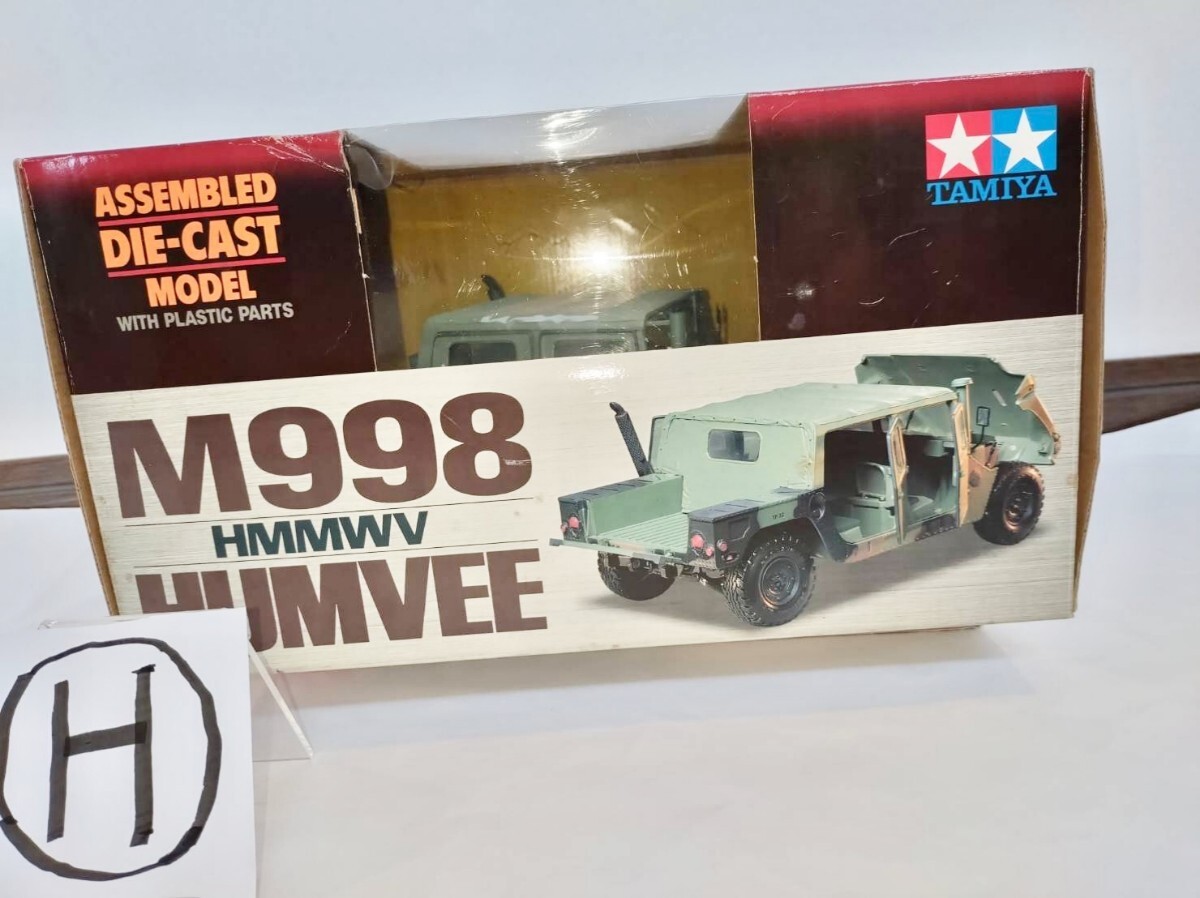 ASSEMBLED
DIE-CAST
MODEL
WITH PLASTIC PARTS
TAMIYA
M998
HMMWV
HUMVEE
H